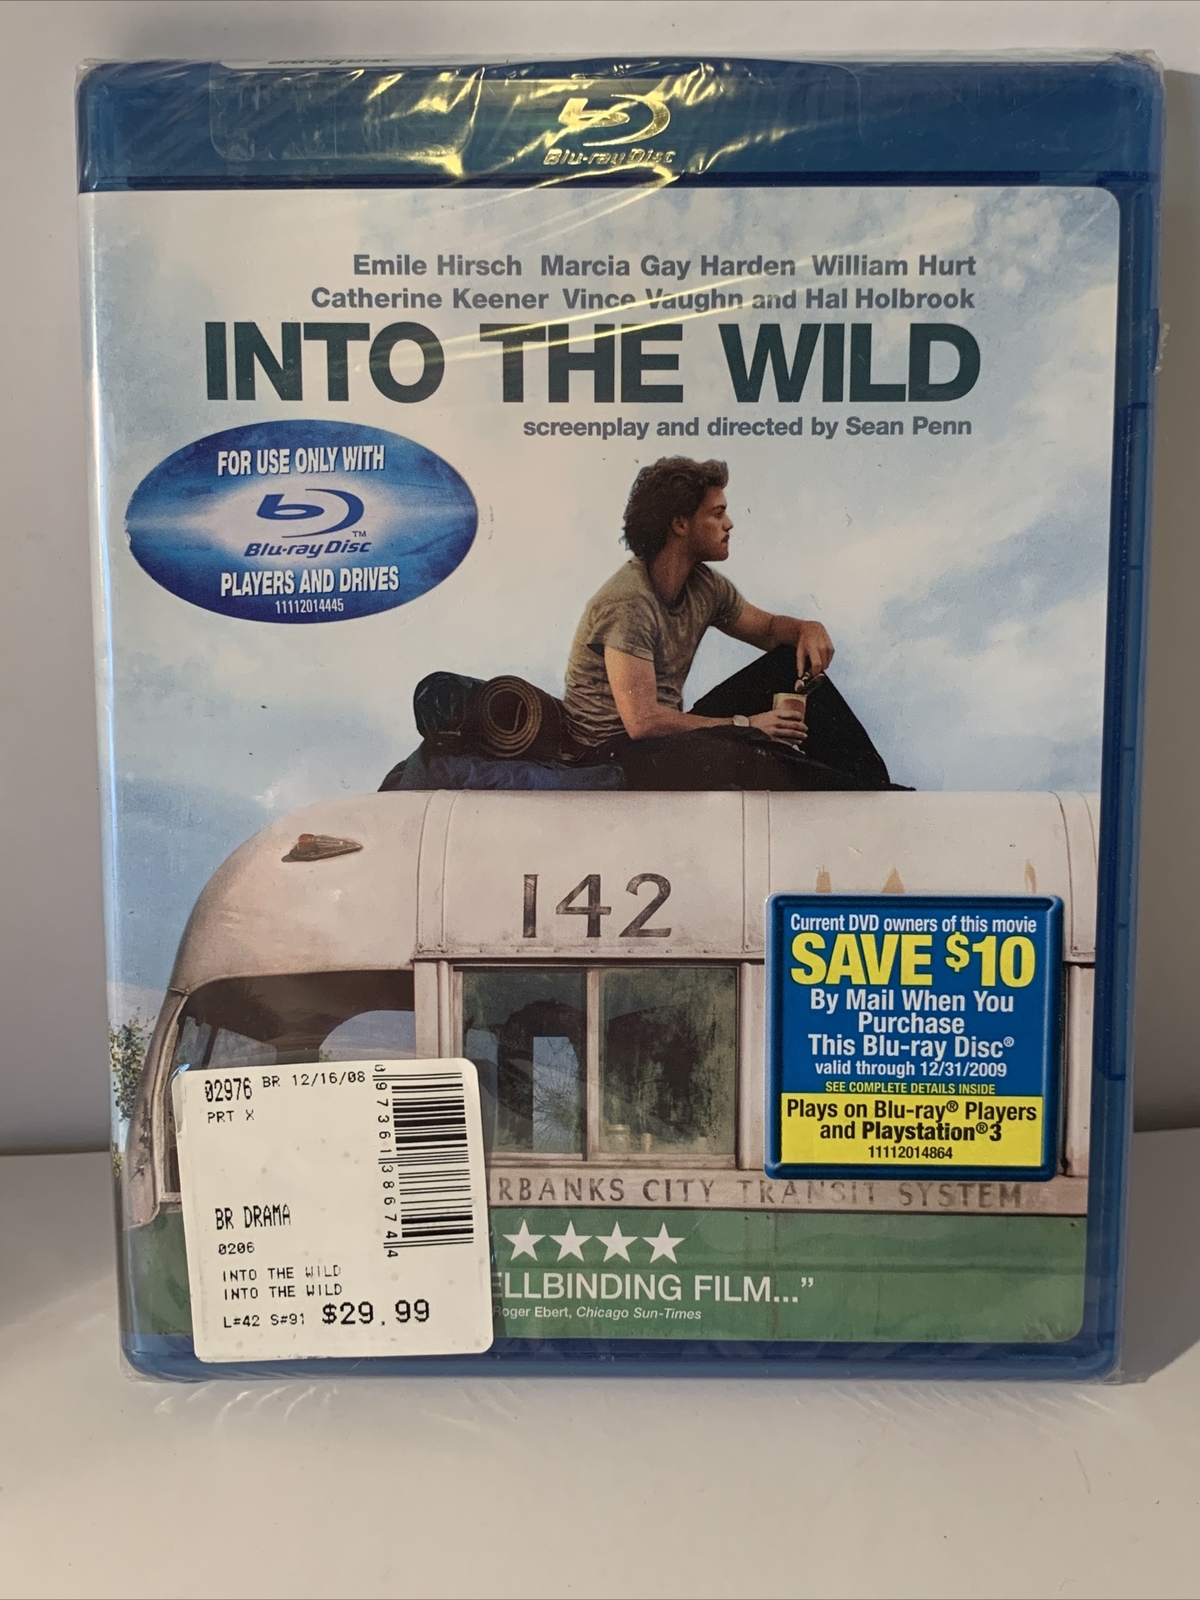 Blu-ray Disc
Emile Hirsch Marcia Gay Harden William Hurt
Catherine Keener Vince Vaughn and Hal Holbrook
INTO THE WILD
screenplay and directed by Sean Penn
FOR USE ONLY WITH
Blu-ray Disc™
PLAYERS AND DRIVES
11112014445
142
Current DVD owners of this movie
SAVE $10
By Mail When You
Purchase
This Blu-ray Disc®
valid through 12/31/2009
SEE COMPLETE DETAILS INSIDE
Plays on Blu-ray® Players
and Playstation®3
11112014864
RBANKS CITY TRANSIT SYSTEM
02976 BR 12/16/08
PRT X
0 97361 38674 4
BR DRAMA
0206
INTO THE WILD
INTO THE WILD
L#42 S#91 $29.99
ELLBINDING FILM..."
Roger Ebert, Chicago Sun-Times